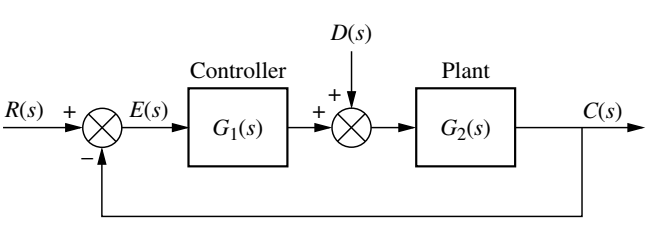 D(s)
Controller
Plant
R(s) + E(s) G₁(s) + + G₂(s) C(s)
−